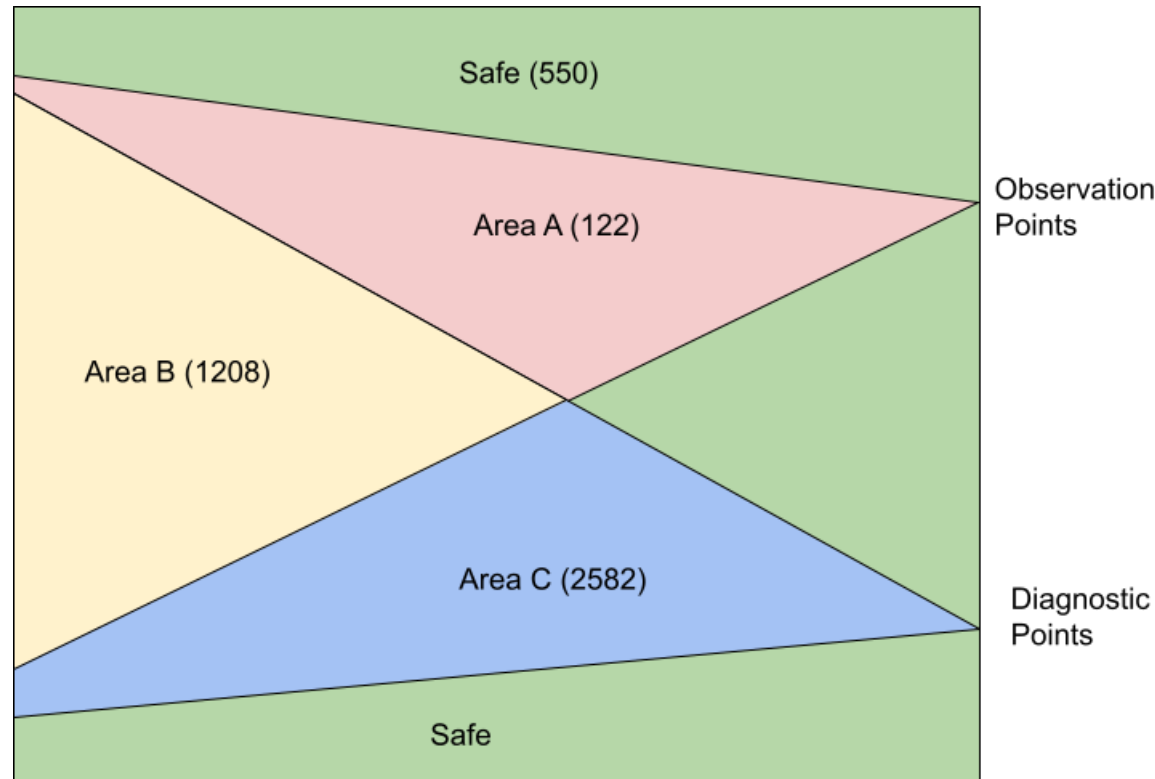 Safe (550)
Observation
Points
Area A (122)
Area B (1208)
Area C (2582)
Diagnostic
Points
Safe